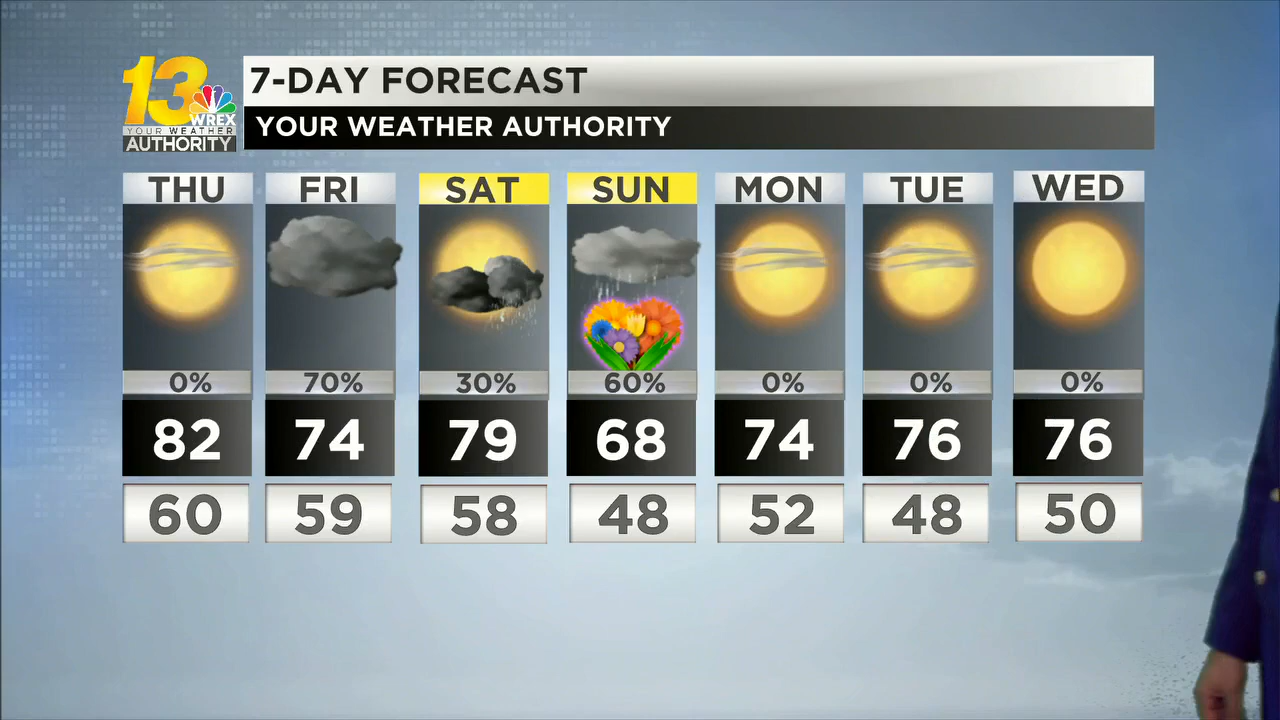 13
WREX
YOUR WEATHER
AUTHORITY
7-DAY FORECAST
YOUR WEATHER AUTHORITY
THU FRI SAT SUN MON TUE WED
0% 70% 30% 60% 0% 0% 0%
82 74 79 68 74 76 76
60 59 58 48 52 48 50